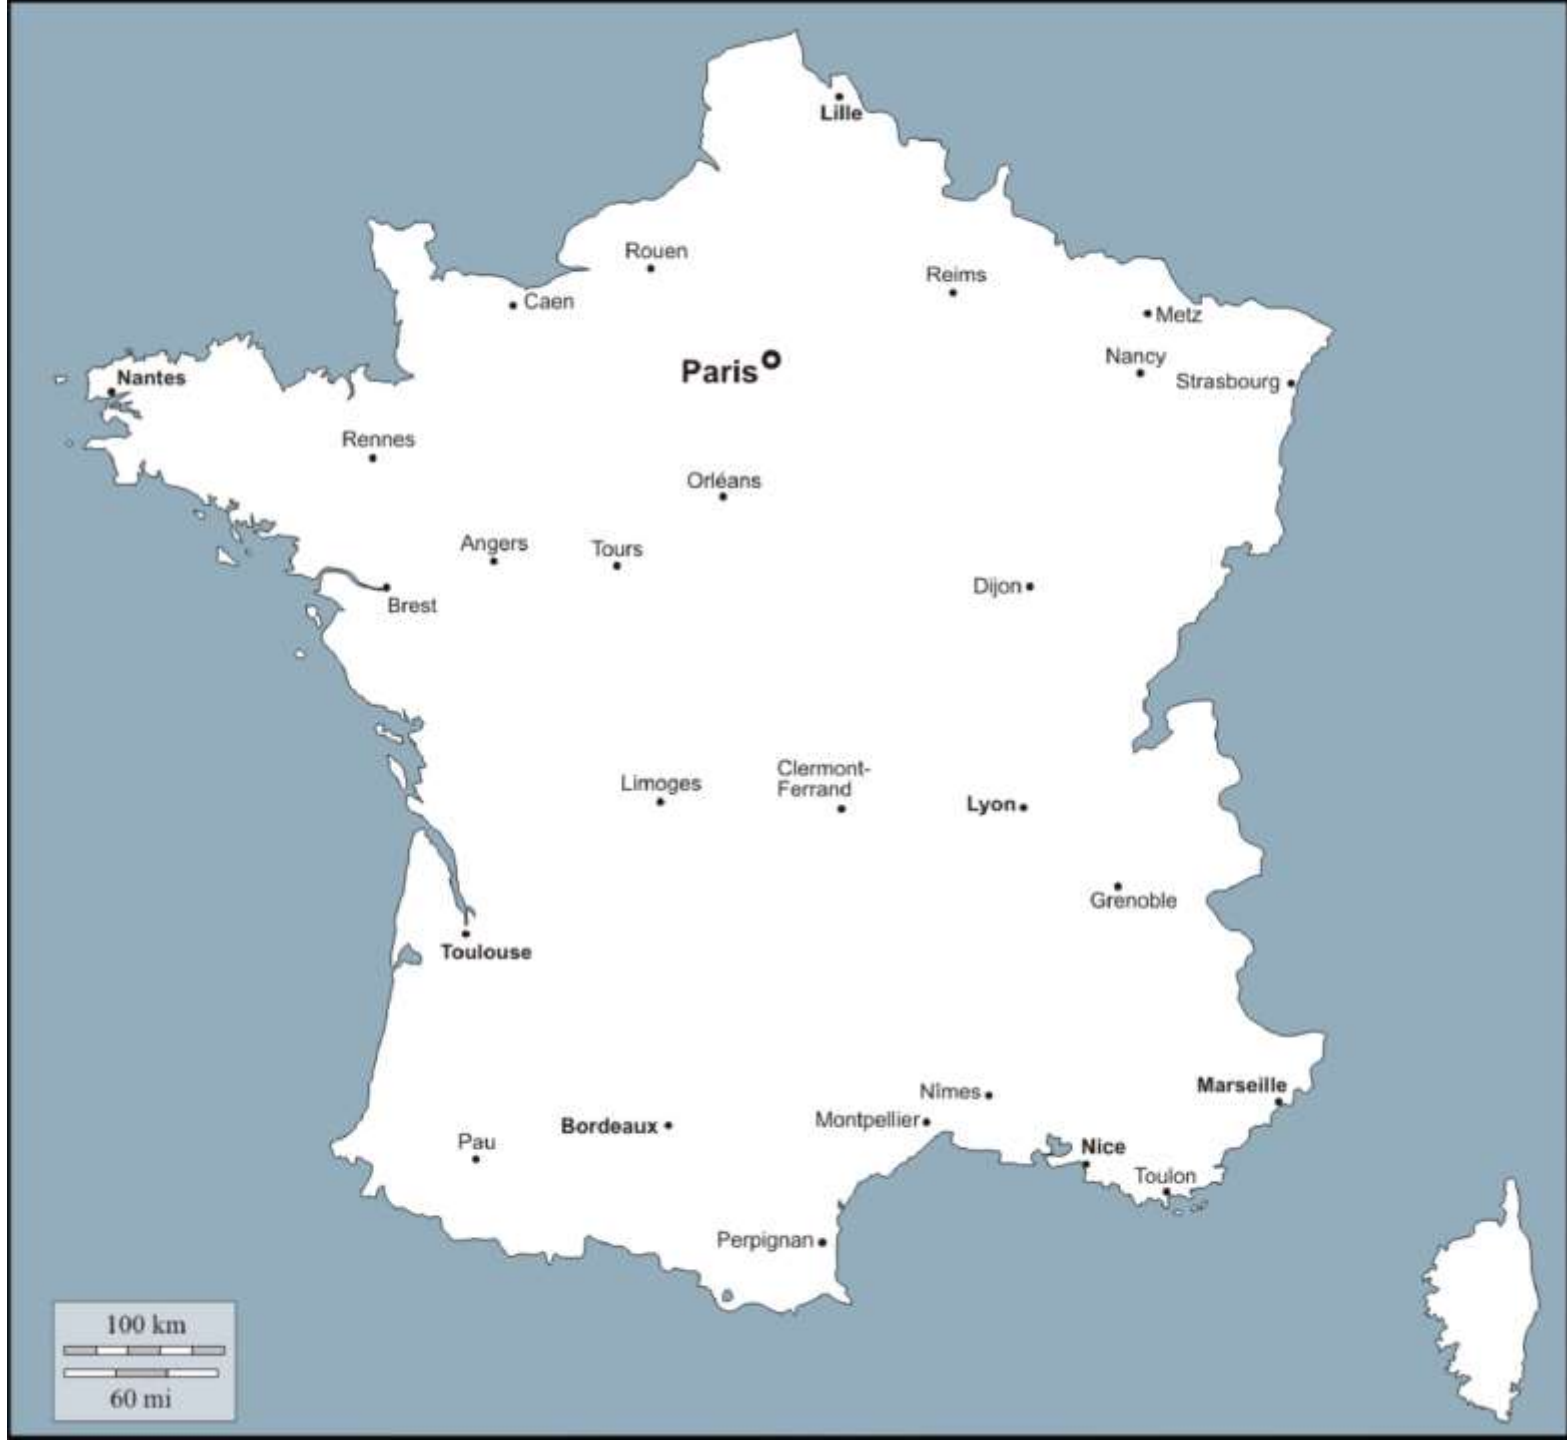 Lille
Rouen
Reims
Caen
Metz
Nancy
Paris
Nantes
Strasbourg
Rennes
Orléans
Angers
Tours
Dijon
Brest
Clermont-
Ferrand
Limoges
Lyon
Grenoble
Toulouse
Marseille
Nîmes
Montpellier
Bordeaux
Pau
Nice
Toulon
Perpignan
100 km
60 mi